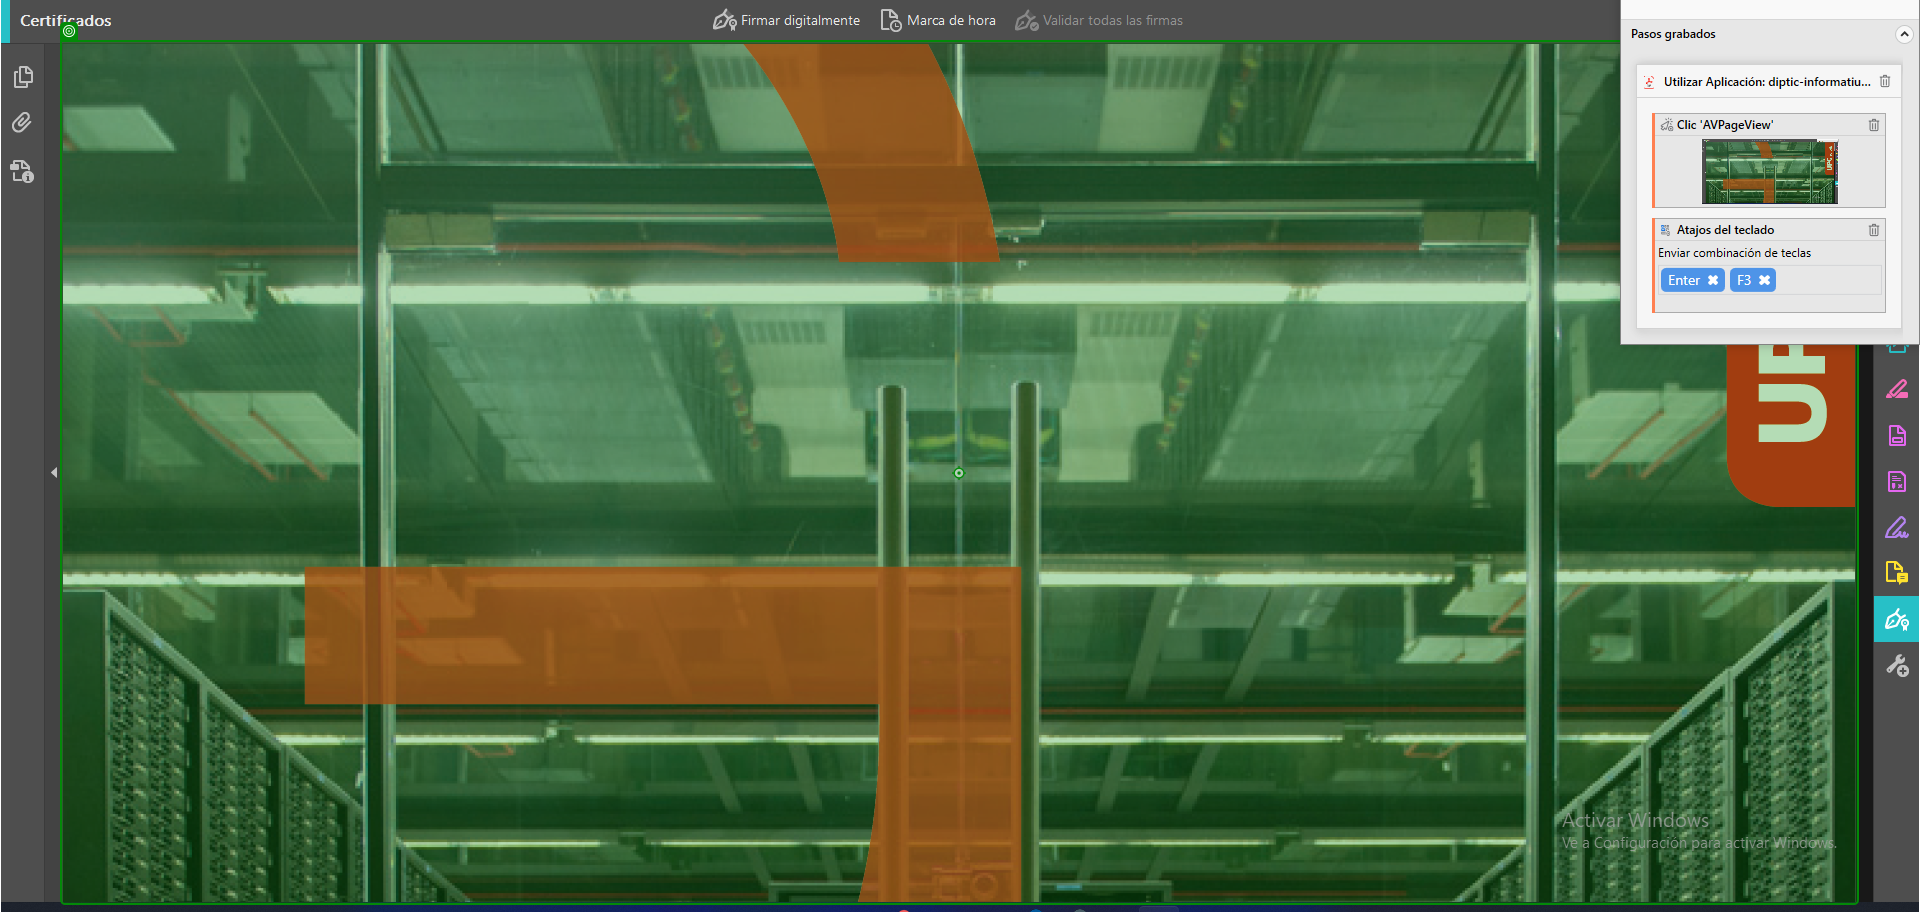 Certificados
Firmar digitalmente
Marca de hora
Validar todas las firmas
Pasos grabados
Utilizar Aplicación: diptic-informatiu...
Clic 'AVPageView'
Atajos del teclado
Enviar combinación de teclas
Enter
F3
Activar Windows
Ve a Configuración para activar Windows.